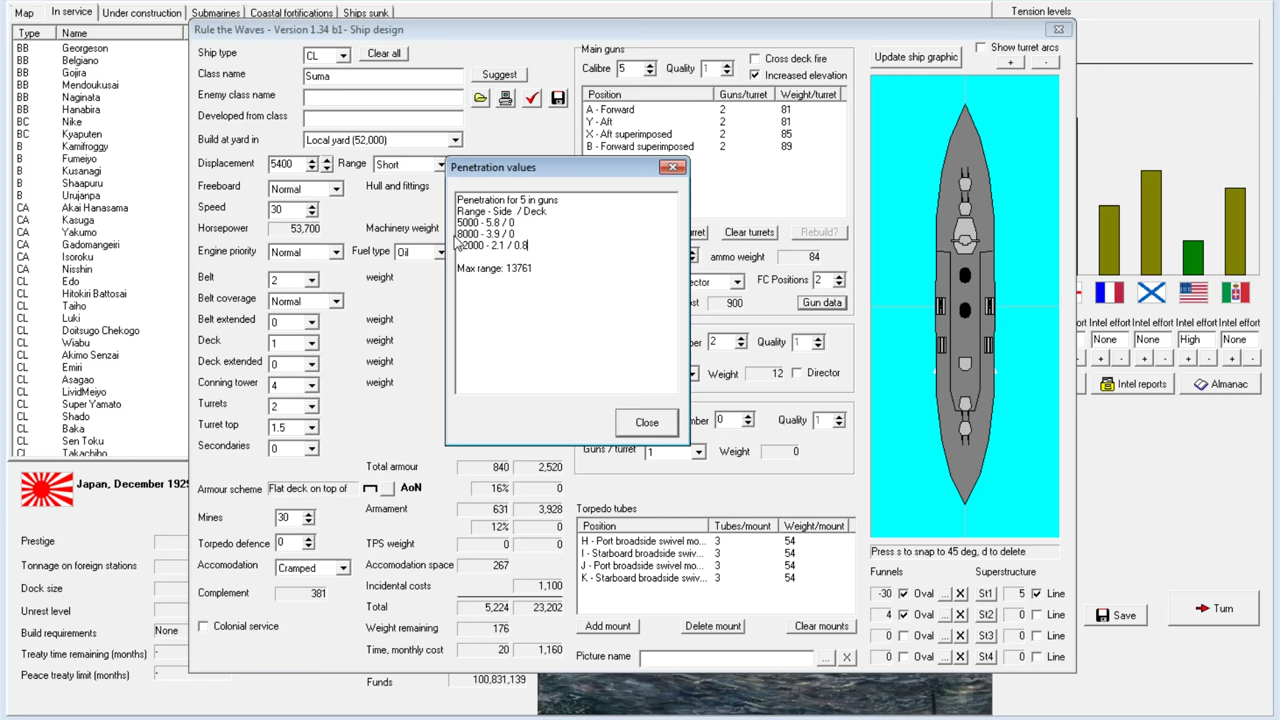 Map In service Under construction Submarines Coastal fortifications Ships sunk
Tension levels
Type Name
BB Georgeson
BB Belgiano
BB Gojira
BB Mendoukusai
BB Naginata
BB Hanabira
BC Nike
BC Kyaputen
B Kamifroggy
B Fumeiyo
B Kusanagi
B Shaapuru
B Urujanpa
CA Akai Hanasama
CA Kasuga
CA Yakumo
CA Gadomangeiri
CA Isoroku
CA Nisshin
CL Edo
CL Hitokiri Battosai
CL Taiho
CL Luki
CL Doitsugo Chekogo
CL Wiabu
CL Akimo Senzai
CL Emiri
CL Asagao
CL LividMeiyo
CL Super Yamato
CL Shado
CL Baka
CL Sen Toku
CL Takachiho
Japan, December 1929
Prestige
Tonnage on foreign stations
Dock size
Unrest level
Build requirements None
Treaty time remaining (months) -
Peace treaty limit (months) -
Rule the Waves - Version 1.34 b1- Ship design
Ship type CL Clear all
Class name Suma Suggest
Enemy class name
Developed from class
Build at yard in Local yard (52,000)
Displacement 5400 Range Short
Freeboard Normal Hull and fittings
Speed 30
Horsepower 53,700 Machinery weight
Engine priority Normal Fuel type Oil
Belt 2 weight
Belt coverage Normal
Belt extended 0 weight
Deck 1 weight
Deck extended 0 weight
Conning tower 4 weight
Turrets 2
Turret top 1.5
Secondaries 0
Total armour 840 2,520
Armour scheme Flat deck on top of AoN 16% 0
Armament 631 3,928
Mines 30 12% 0
Torpedo defence 0 TPS weight 0 0
Accomodation Cramped Accomodation space 267
Complement 381 Incidental costs 1,100
Total 5,224 23,202
Colonial service Weight remaining 176
Time, monthly cost 20 1,160
Funds 100,831,139
Penetration values
Penetration for 5 in guns
Range - Side / Deck
5000 - 5.8 / 0
8000 - 3.9 / 0
12000 - 2.1 / 0.8
Max range: 13761
Close
Main guns
Calibre 5 Quality 1 Cross deck fire
Increased elevation
Position Guns/turret Weight/turret
A - Forward 2 81
Y - Aft 2 81
X - Aft superimposed 2 85
B - Forward superimposed 2 89
Clear turrets Rebuild?
ammo weight 84
FC Positions 2
900 Gun data
2 Quality 1
Weight 12 Director
0 Quality 1
Guns / turret 1 Weight 0
Torpedo tubes
Position Tubes/mount Weight/mount
H - Port broadside swivel mo... 3 54
I - Starboard broadside swiv... 3 54
J - Port broadside swivel mo... 3 54
K - Starboard broadside swiv... 3 54
Add mount Delete mount Clear mounts
Picture name ... X
Update ship graphic Show turret arcs
+ -
Press s to snap to 45 deg, d to delete
Funnels Superstructure
-30 Oval ... X St1 5 Line
4 Oval ... X St2 0 Line
0 Oval ... X St3 0 Line
0 Oval ... X St4 0 Line
Intel effort Intel effort Intel effort
None None High None
+ - + - + -
Intel reports Almanac
Save Turn